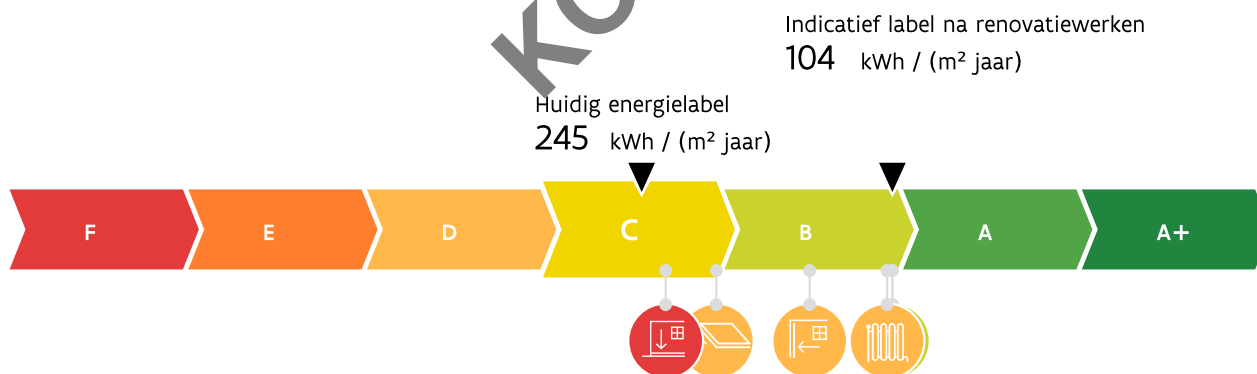 Indicatief label na renovatiewerken
104 kWh / (m² jaar)
Huidig energielabel
245 kWh / (m² jaar)
F E D C B A A+